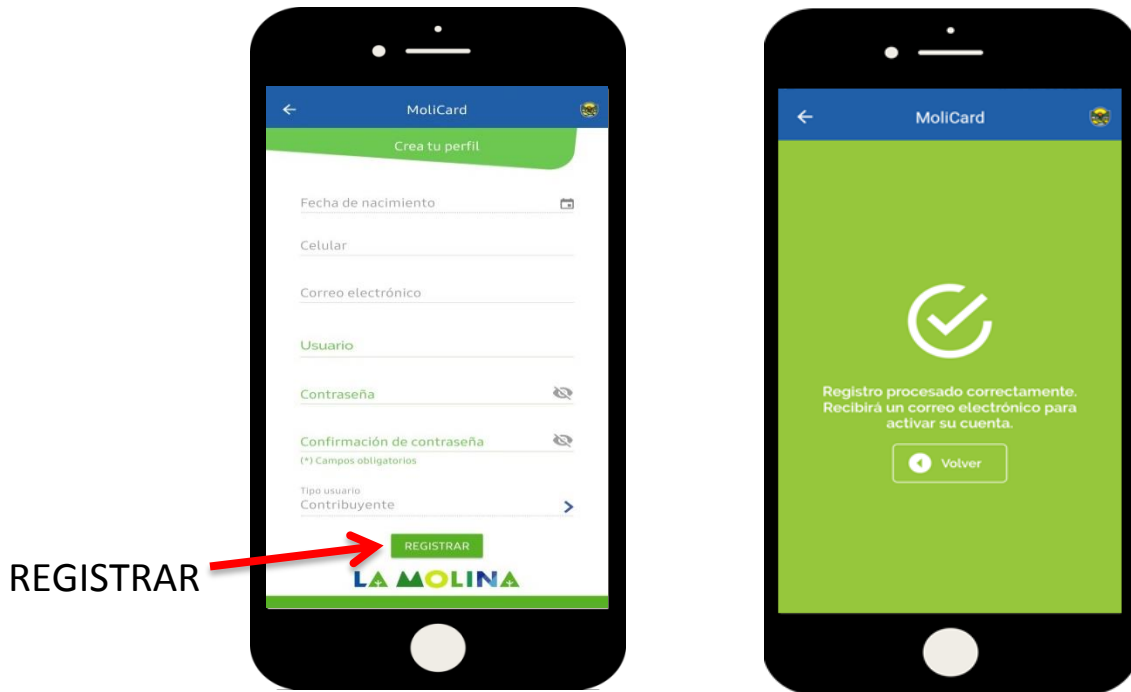 MoliCard
Crea tu perfil
Fecha de nacimiento
Celular
Correo electrónico
Usuario
Contraseña
Confirmación de contraseña
(*) Campos obligatorios
Tipo usuario
Contribuyente
REGISTRAR
LA MOLINA
REGISTRAR
MoliCard
Registro procesado correctamente.
Recibirá un correo electrónico para
activar su cuenta.
Volver